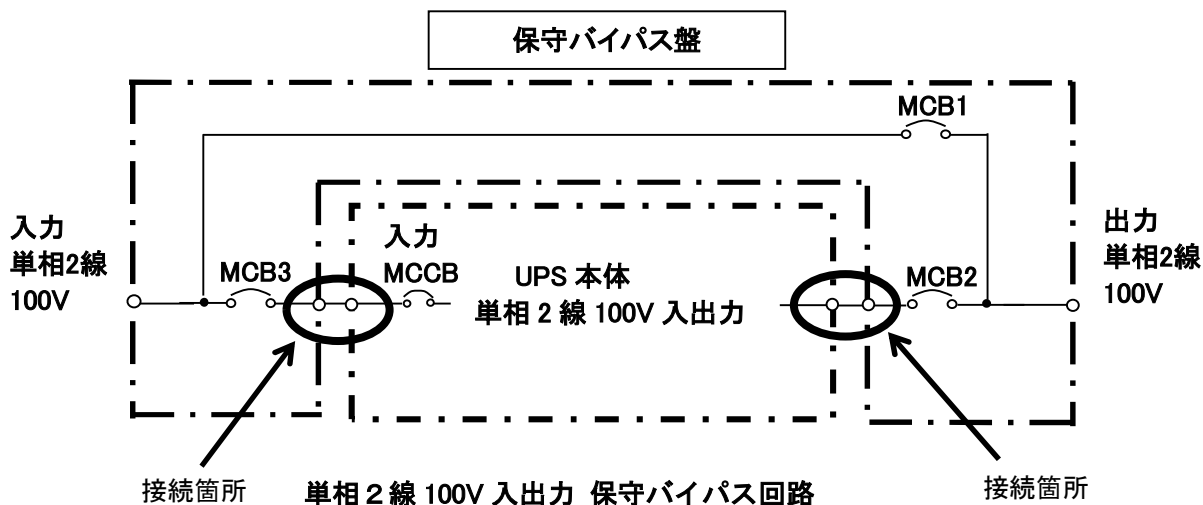 保守バイパス盤
MCB1
入力
単相2線
100V
MCB3
入力
MCCB
UPS 本体
単相 2 線 100V 入出力
MCB2
出力
単相2線
100V
接続箇所
単相 2 線 100V 入出力 保守バイパス回路
接続箇所